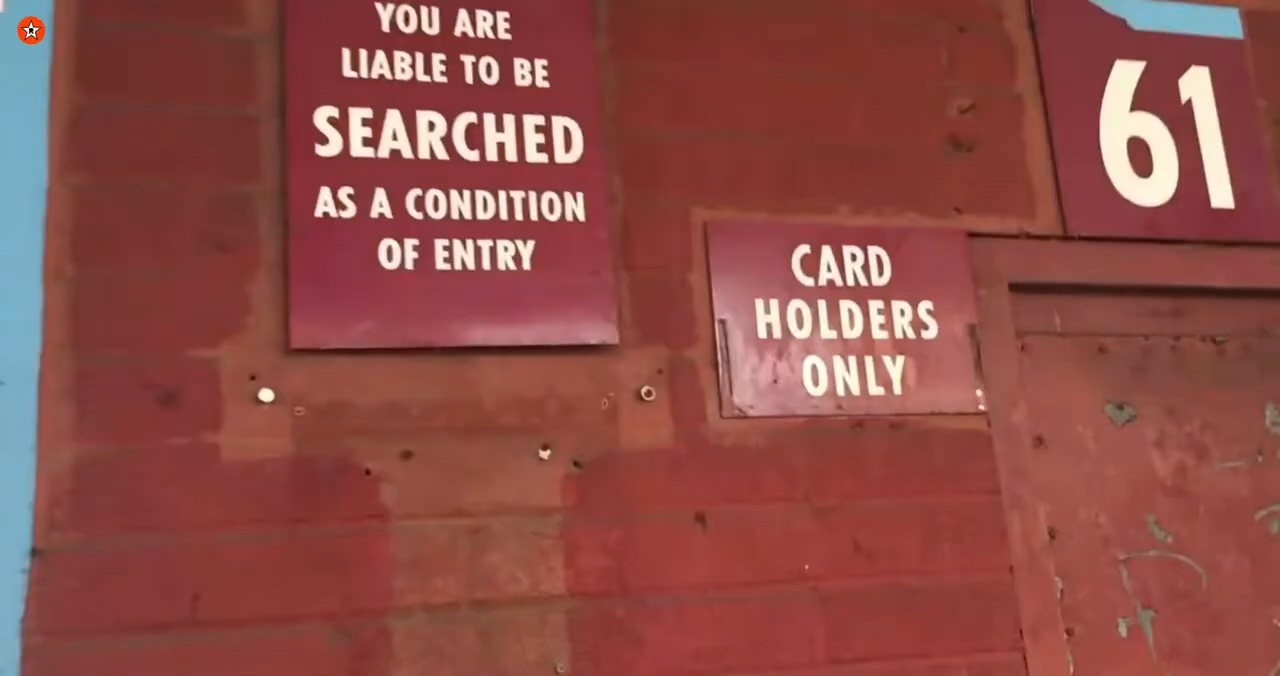 YOU ARE
LIABLE TO BE
SEARCHED
AS A CONDITION
OF ENTRY
CARD
HOLDERS
ONLY
61